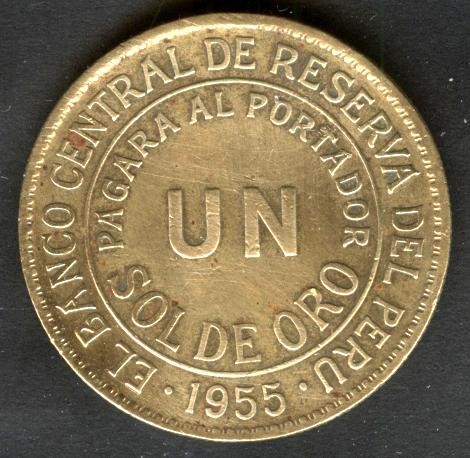 EL BANCO CENTRAL DE RESERVA DEL PERU
PAGARA AL PORTADOR
UN
SOL DE ORO
· 1955 ·